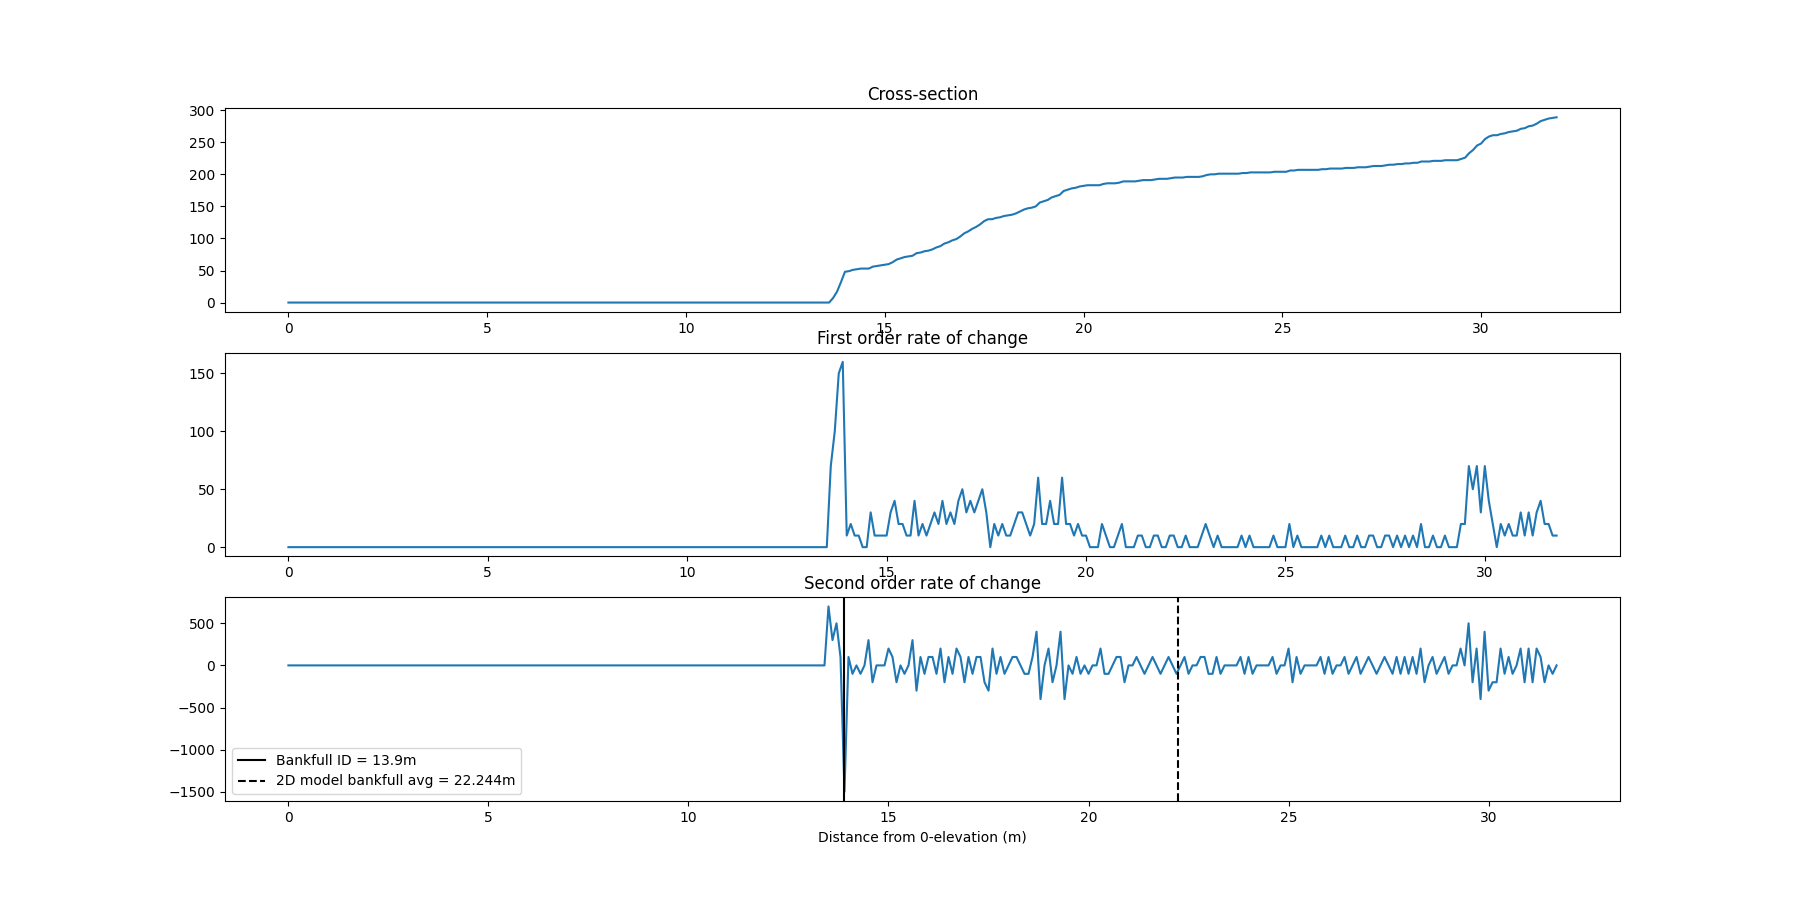 Cross-section
300
250
200
150
100
50
0
0 5 10 15 20 25 30
First order rate of change
150
100
50
0
0 5 10 15 20 25 30
Second order rate of change
500
0
−500
−1000
−1500
Bankfull ID = 13.9m
2D model bankfull avg = 22.244m
0 5 10 15 20 25 30
Distance from 0-elevation (m)